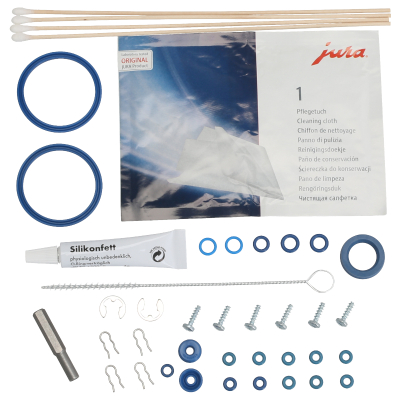 ORIGINAL
jura
1
Pflegetuch
Cleaning cloth
Chiffon de nettoyage
Panno di pulizia
Reinigingsdoekje
Paño de conservación
Ściereczka do konserwacji
Pano de limpeza
Rengöringsduk
Чистящая салфетка
Silikonfett
physiologisch unbedenklich.